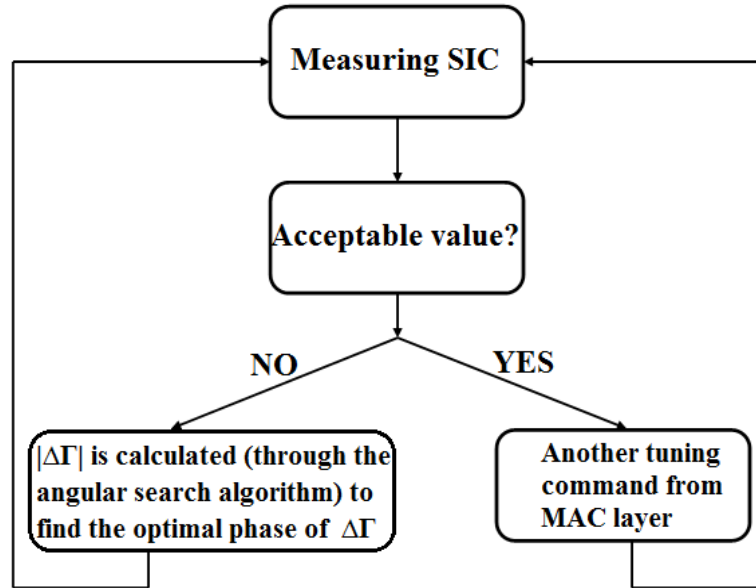 Measuring SIC
Acceptable value?
NO
YES
|ΔΓ| is calculated (through the
angular search algorithm) to
find the optimal phase of ΔΓ
Another tuning
command from
MAC layer